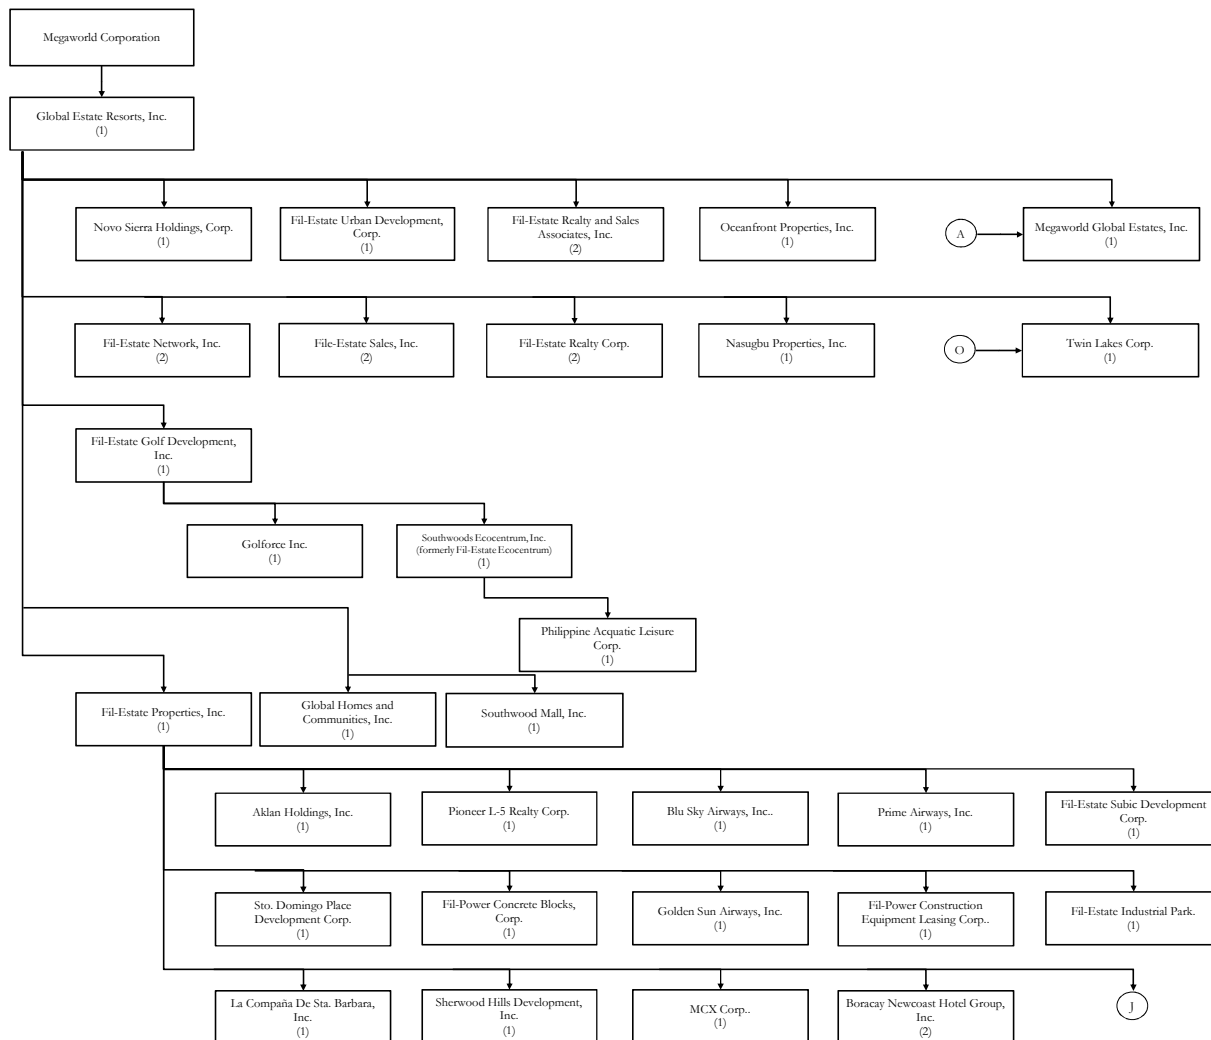 Megaworld Corporation
Global Estate Resorts, Inc.
(1)
Novo Sierra Holdings, Corp.
(1)
Fil-Estate Urban Development,
Corp.
(1)
Fil-Estate Realty and Sales
Associates, Inc.
(2)
Oceanfront Properties, Inc.
(1)
A
Megaworld Global Estates, Inc.
(1)
Fil-Estate Network, Inc.
(2)
File-Estate Sales, Inc.
(2)
Fil-Estate Realty Corp.
(2)
Nasugbu Properties, Inc.
(1)
O
Twin Lakes Corp.
(1)
Fil-Estate Golf Development,
Inc.
(1)
Golforce Inc.
(1)
Southwoods Ecocentrum, Inc.
(formerly Fil-Estate Ecocentrum)
(1)
Philippine Acquatic Leisure
Corp.
(1)
Fil-Estate Properties, Inc.
(1)
Global Homes and
Communities, Inc.
(1)
Southwood Mall, Inc.
(1)
Aklan Holdings, Inc.
(1)
Pioneer L-5 Realty Corp.
(1)
Blu Sky Airways, Inc..
(1)
Prime Airways, Inc.
(1)
Fil-Estate Subic Development
Corp.
(1)
Sto. Domingo Place
Development Corp.
(1)
Fil-Power Concrete Blocks,
Corp.
(1)
Golden Sun Airways, Inc.
(1)
Fil-Power Construction
Equipment Leasing Corp..
(1)
Fil-Estate Industrial Park.
(1)
La Compaña De Sta. Barbara,
Inc.
(1)
Sherwood Hills Development,
Inc.
(1)
MCX Corp..
(1)
Boracay Newcoast Hotel Group,
Inc.
(2)
J